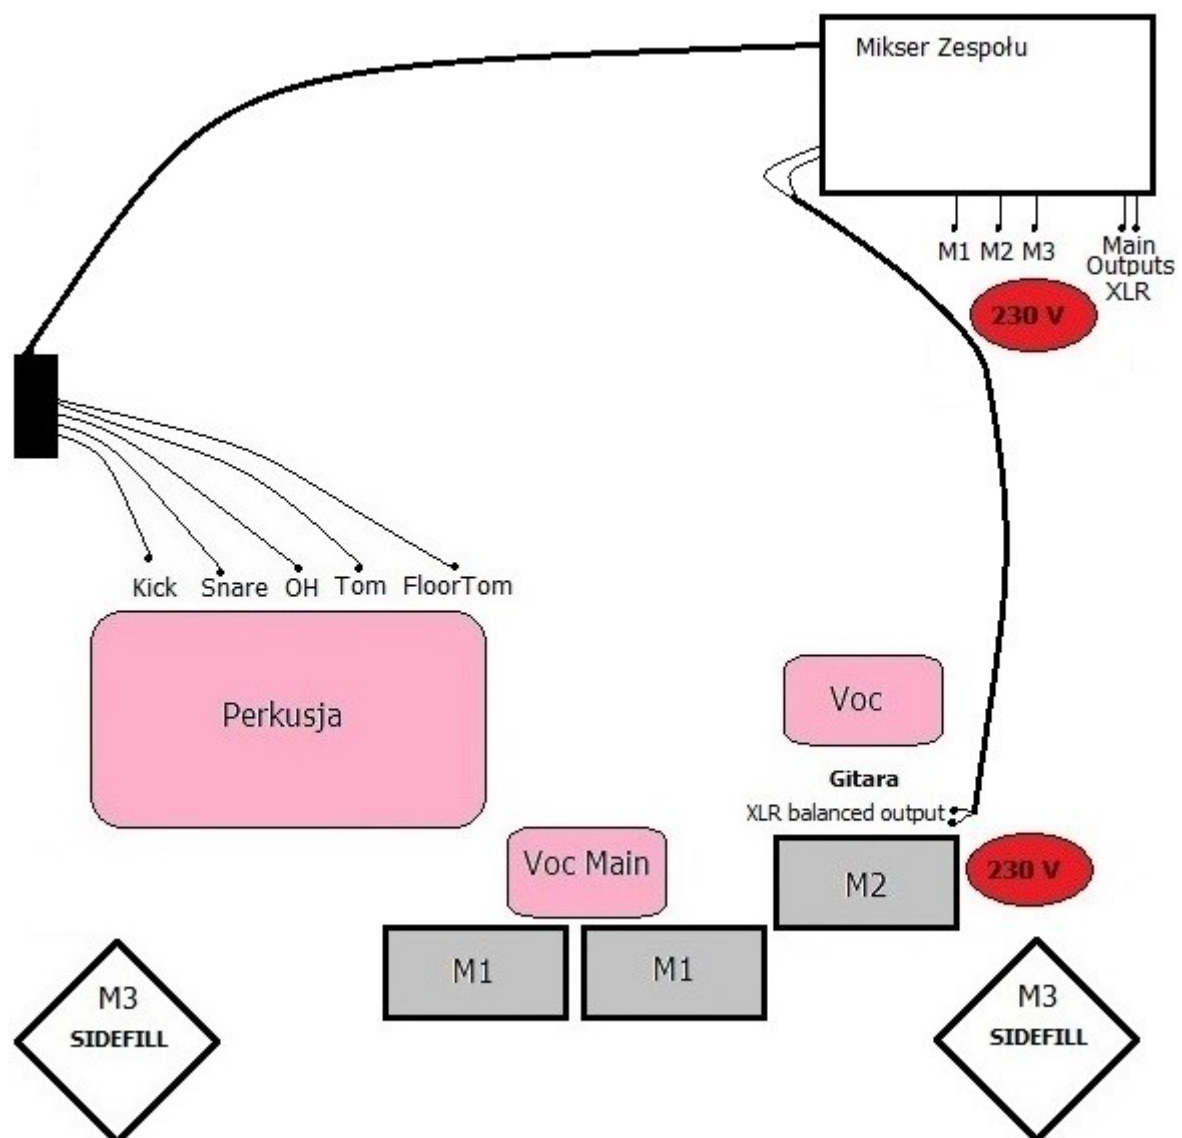 Mikser Zespołu
M1 M2 M3
Main
Outputs
XLR
230 V
Kick Snare OH Tom FloorTom
Perkusja
Voc
Gitara
XLR balanced output
Voc Main
M2
230 V
M1
M1
M3
SIDEFILL
M3
SIDEFILL